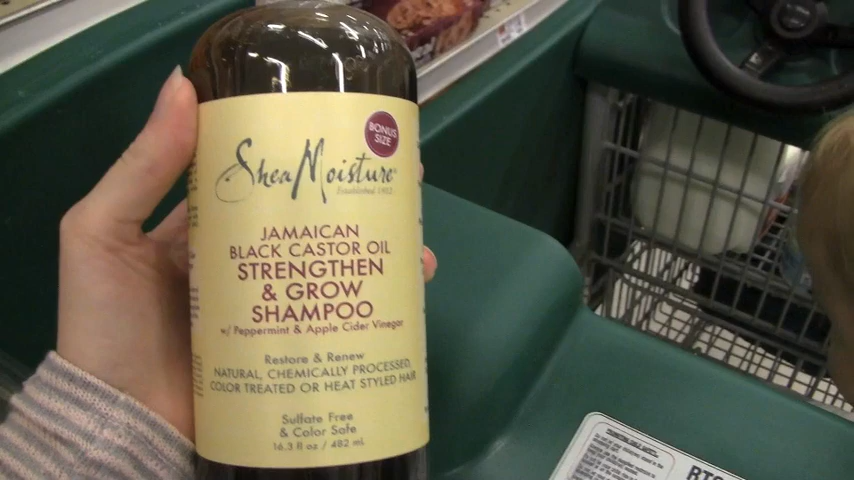 BONUS
SIZE
SheaMoisture
Established 1912
JAMAICAN
BLACK CASTOR OIL
STRENGTHEN
& GROW
SHAMPOO
w/ Peppermint & Apple Cider Vinegar
Restore & Renew
NATURAL, CHEMICALLY PROCESSED,
COLOR TREATED OR HEAT STYLED HAIR
Sulfate Free
& Color Safe
16.3 fl oz / 482 mL